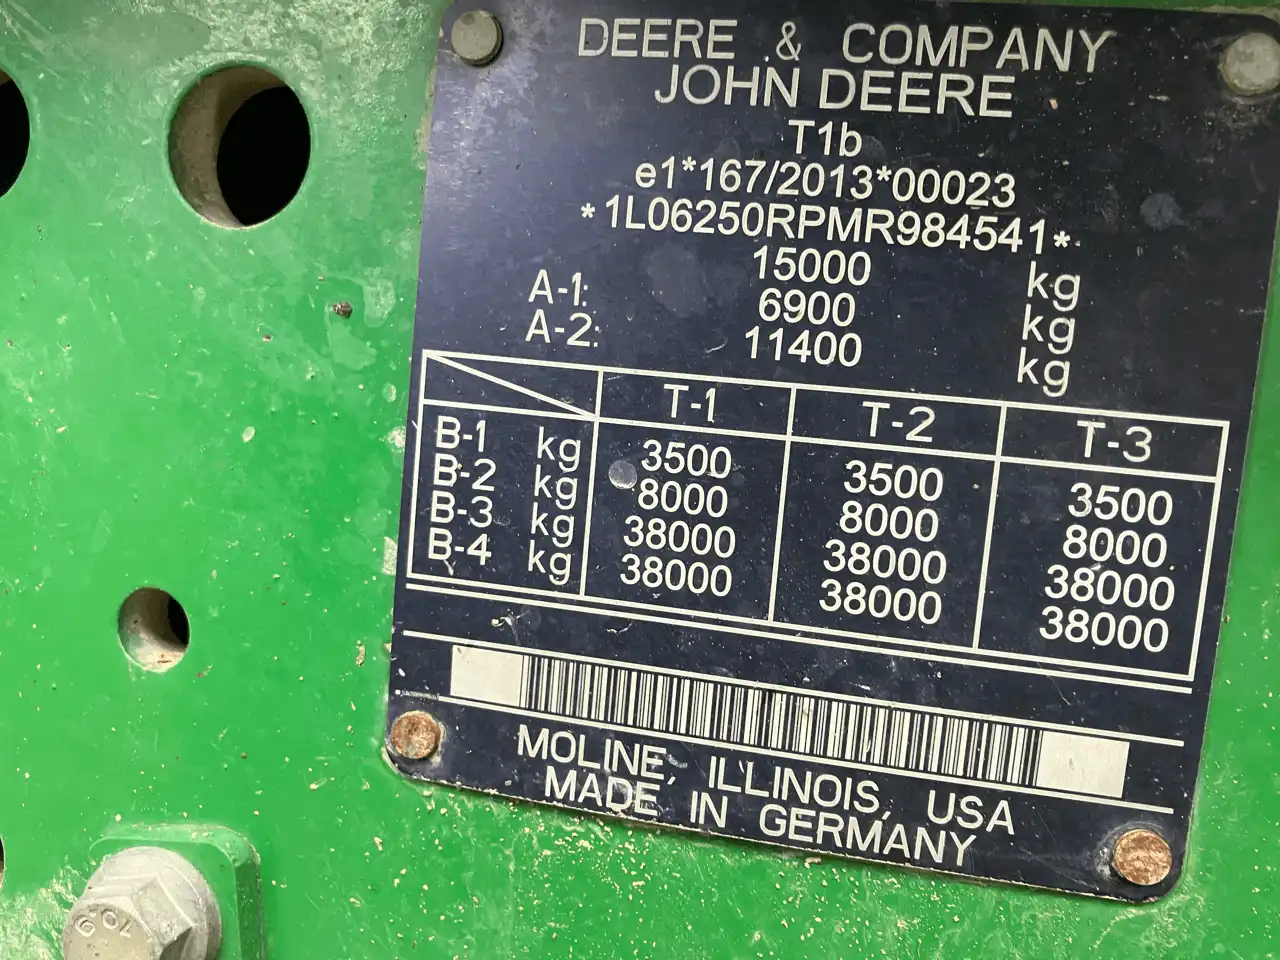 DEERE & COMPANY
JOHN DEERE
T1b
e1*167/2013*00023
*1L06250RPMR984541*
15000 kg
A-1: 6900 kg
A-2: 11400 kg
T-1 T-2 T-3
B-1 kg 3500 3500 3500
B-2 kg 8000 8000 8000
B-3 kg 38000 38000 38000
B-4 kg 38000 38000 38000
MOLINE, ILLINOIS, USA
MADE IN GERMANY
10.9